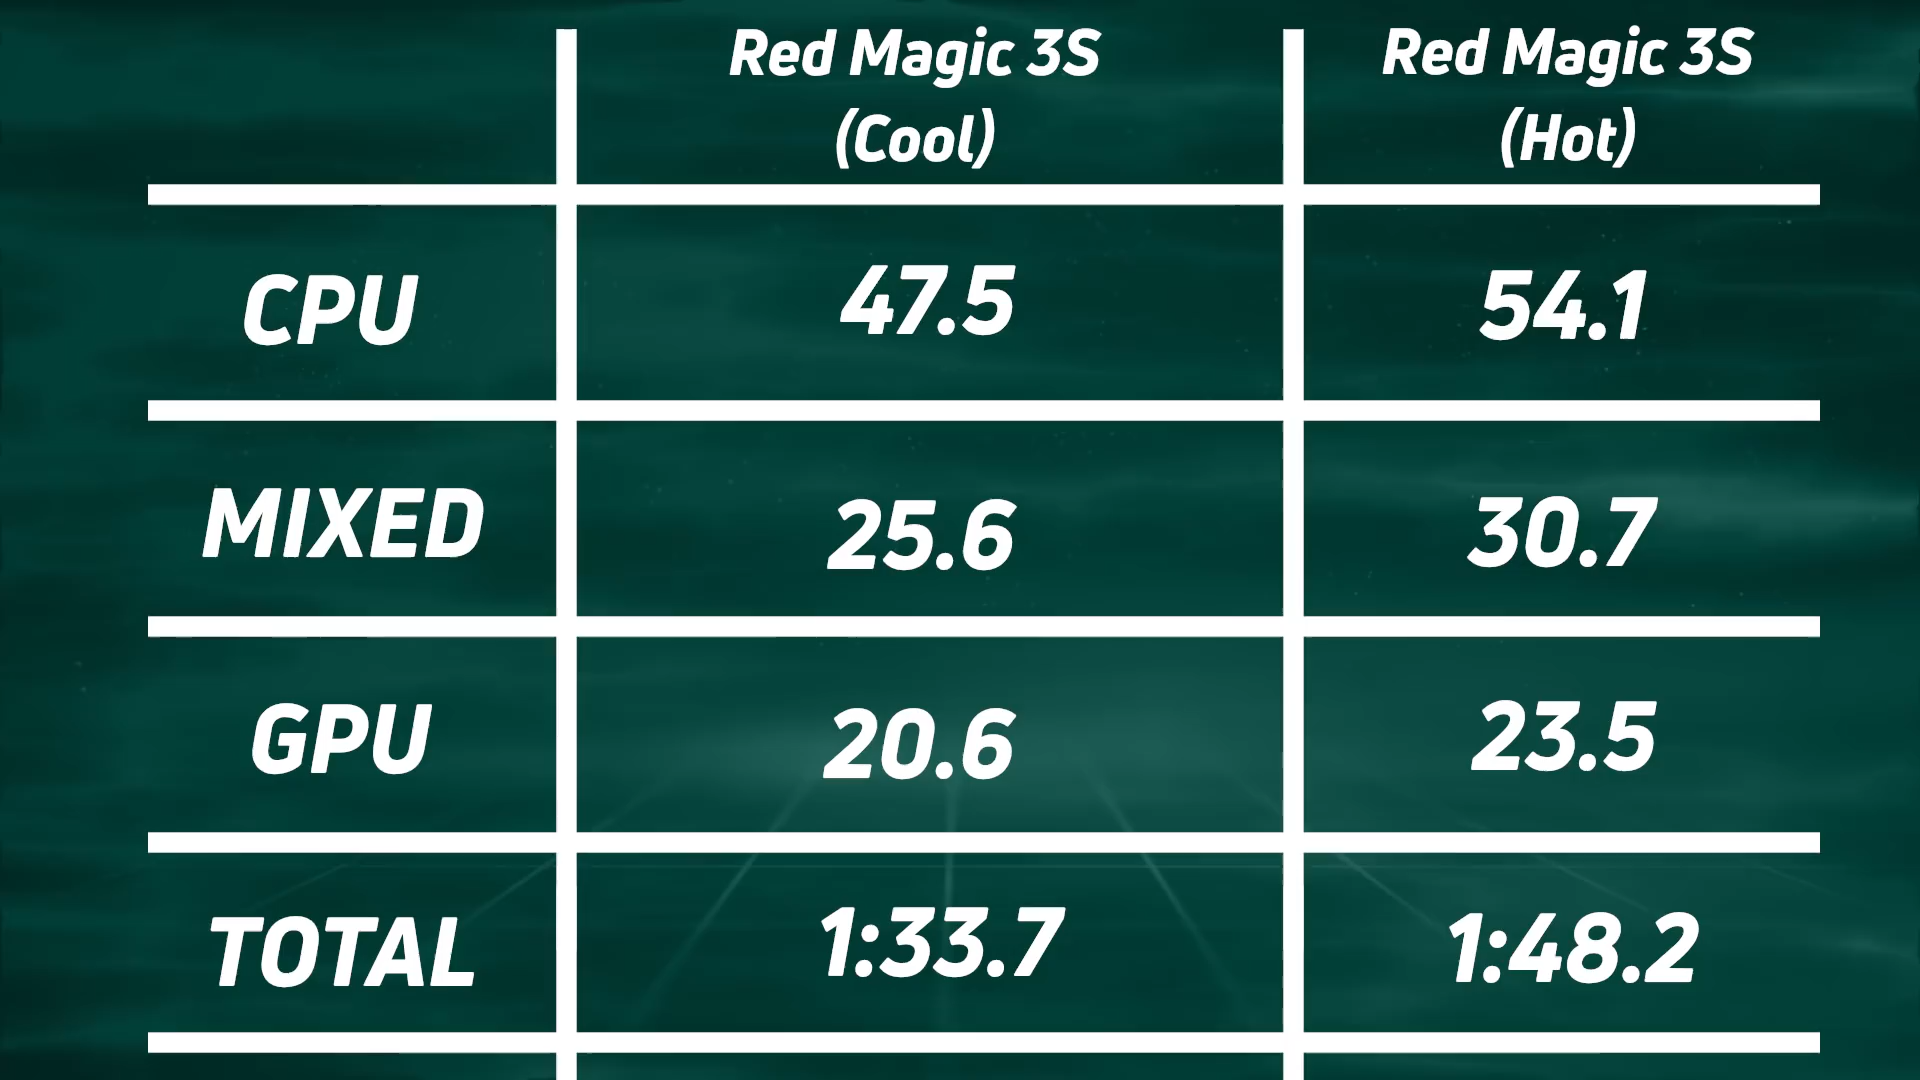 Red Magic 3S
(Cool)
Red Magic 3S
(Hot)
CPU 47.5 54.1
MIXED 25.6 30.7
GPU 20.6 23.5
TOTAL 1:33.7 1:48.2